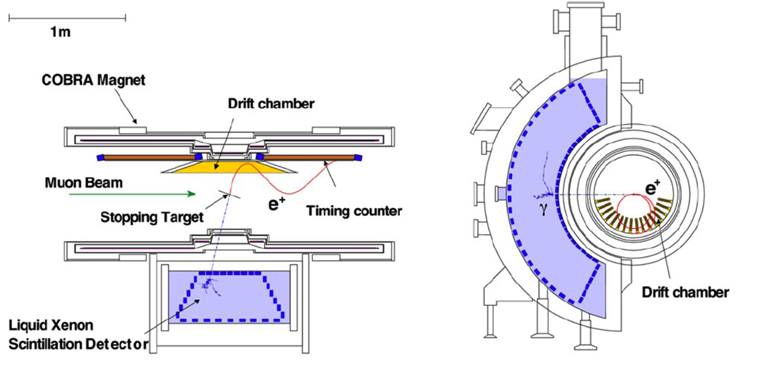 1m
COBRA Magnet
Drift chamber
Muon Beam
Stopping Target
e+
Timing counter
Liquid Xenon
Scintillation Detector
γ
e+
Drift chamber